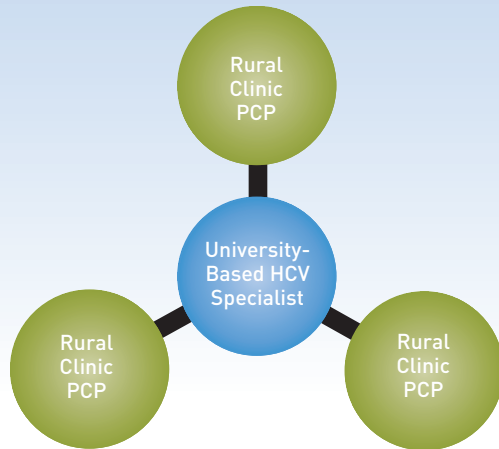 Rural
Clinic
PCP
University-
Based HCV
Specialist
Rural
Clinic
PCP
Rural
Clinic
PCP